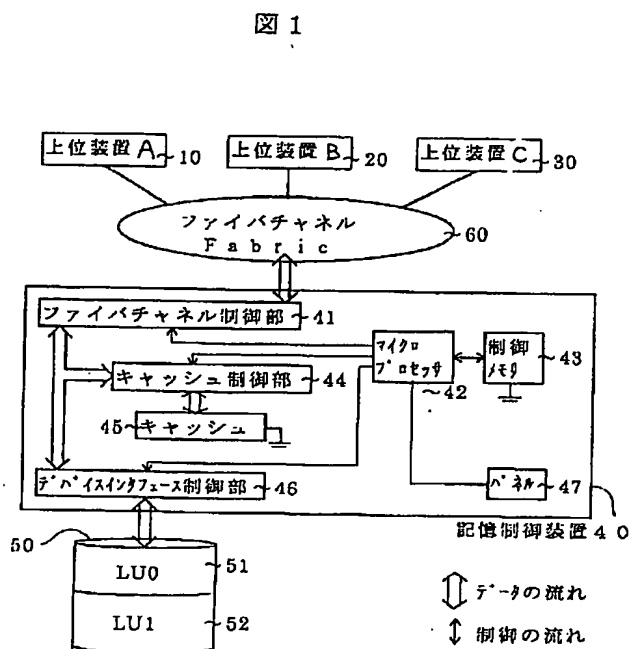 図1
上位装置A
10
上位装置B
20
上位装置C
30
ファイバチャネル
Fabric
60
ファイバチャネル制御部
41
マイクロ
プロセッサ
42
制御
メモリ
43
キャッシュ制御部
44
45
キャッシュ
デバイスインタフェース制御部
46
パネル
47
記憶制御装置40
50
LU0
51
LU1
52
データの流れ
制御の流れ